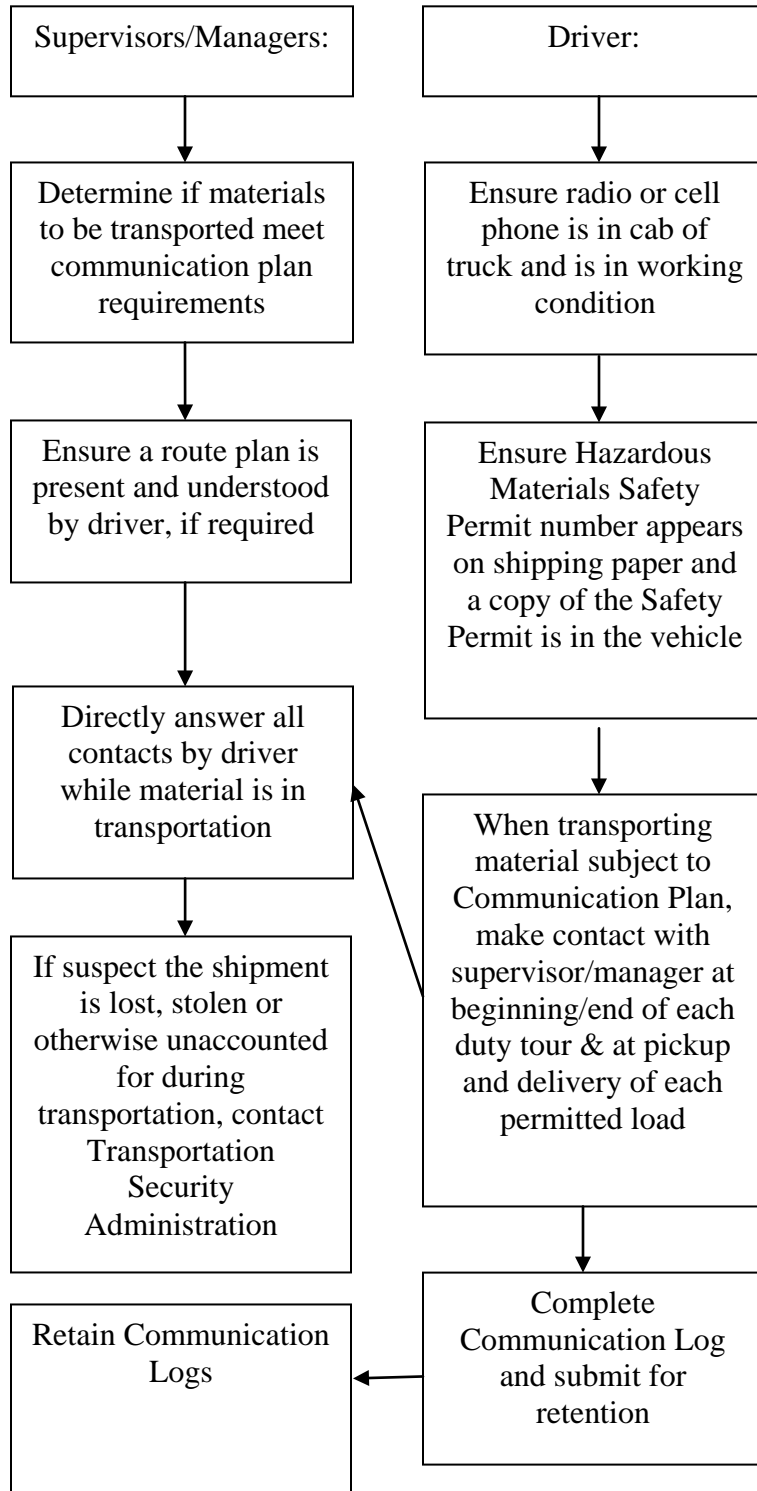 Supervisors/Managers:
Determine if materials
to be transported meet
communication plan
requirements
Ensure a route plan is
present and understood
by driver, if required
Directly answer all
contacts by driver
while material is in
transportation
If suspect the shipment
is lost, stolen or
otherwise unaccounted
for during
transportation, contact
Transportation
Security
Administration
Retain Communication
Logs
Driver:
Ensure radio or cell
phone is in cab of
truck and is in working
condition
Ensure Hazardous
Materials Safety
Permit number appears
on shipping paper and
a copy of the Safety
Permit is in the vehicle
When transporting
material subject to
Communication Plan,
make contact with
supervisor/manager at
beginning/end of each
duty tour & at pickup
and delivery of each
permitted load
Complete
Communication Log
and submit for
retention